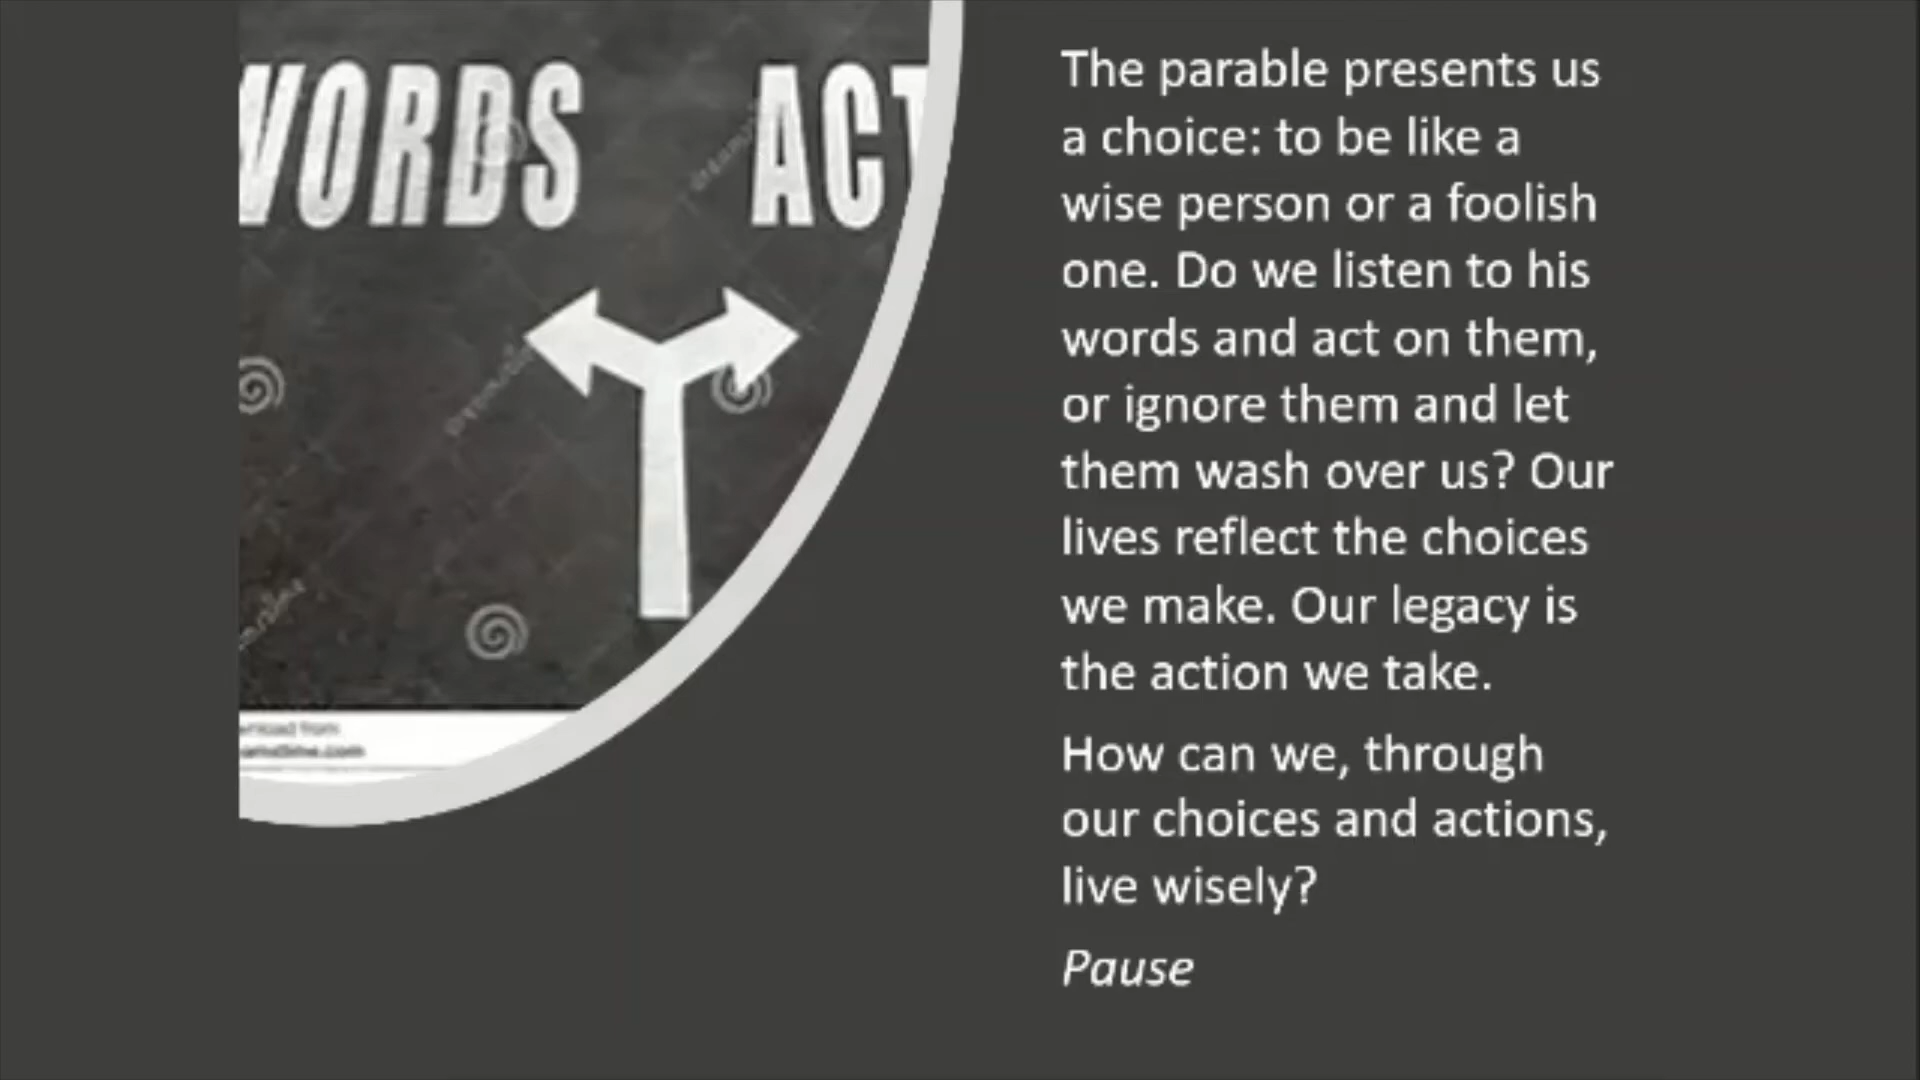 WORDS ACT
The parable presents us
a choice: to be like a
wise person or a foolish
one. Do we listen to his
words and act on them,
or ignore them and let
them wash over us? Our
lives reflect the choices
we make. Our legacy is
the action we take.
How can we, through
our choices and actions,
live wisely?
Pause